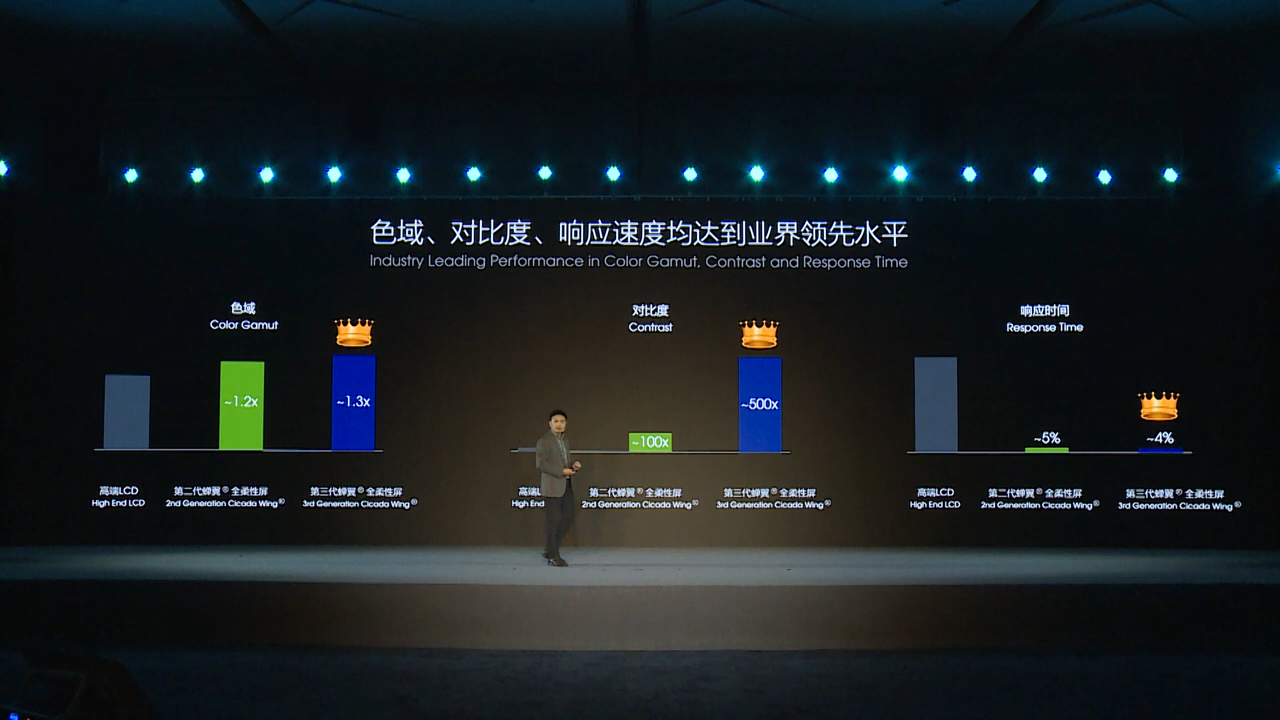 色域、对比度、响应速度均达到业界领先水平
Industry Leading Performance in Color Gamut, Contrast and Response Time
色域
Color Gamut
~1.2x
~1.3x
高端LCD
High End LCD
第二代蝉翼® 全柔性屏
2nd Generation Cicada Wing®
第三代蝉翼® 全柔性屏
3rd Generation Cicada Wing®
对比度
Contrast
~100x
~500x
高端L
High End
第二代蝉翼® 全柔性屏
2nd Generation Cicada Wing®
第三代蝉翼® 全柔性屏
3rd Generation Cicada Wing®
响应时间
Response Time
~5%
~4%
高端LCD
High End LCD
第二代蝉翼® 全柔性屏
2nd Generation Cicada Wing®
第三代蝉翼® 全柔性屏
3rd Generation Cicada Wing®